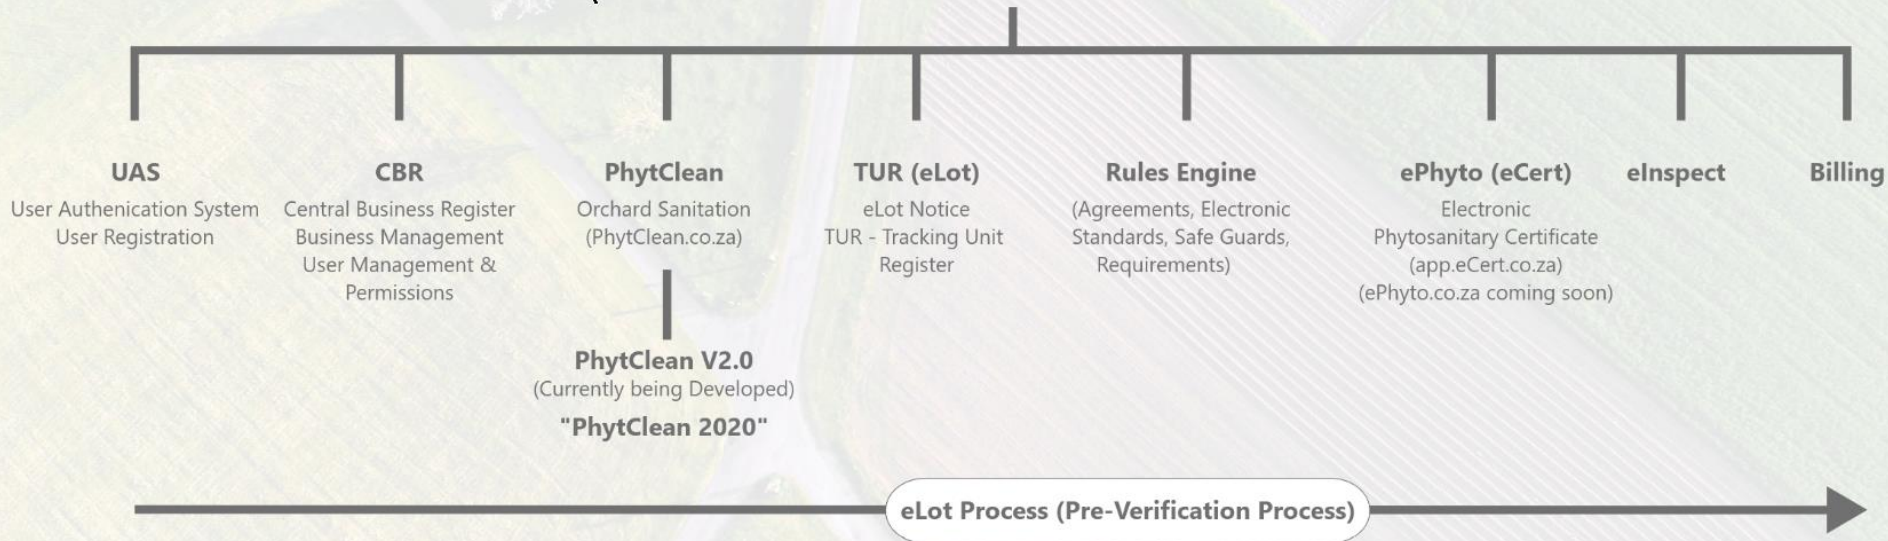 UAS
User Authenication System
User Registration
CBR
Central Business Register
Business Management
User Management &
Permissions
PhytClean
Orchard Sanitation
(PhytClean.co.za)
PhytClean V2.0
(Currently being Developed)
"PhytClean 2020"
TUR (eLot)
eLot Notice
TUR - Tracking Unit
Register
Rules Engine
(Agreements, Electronic
Standards, Safe Guards,
Requirements)
ePhyto (eCert)
Electronic
Phytosanitary Certificate
(app.eCert.co.za)
(ePhyto.co.za coming soon)
eInspect
Billing
eLot Process (Pre-Verification Process)